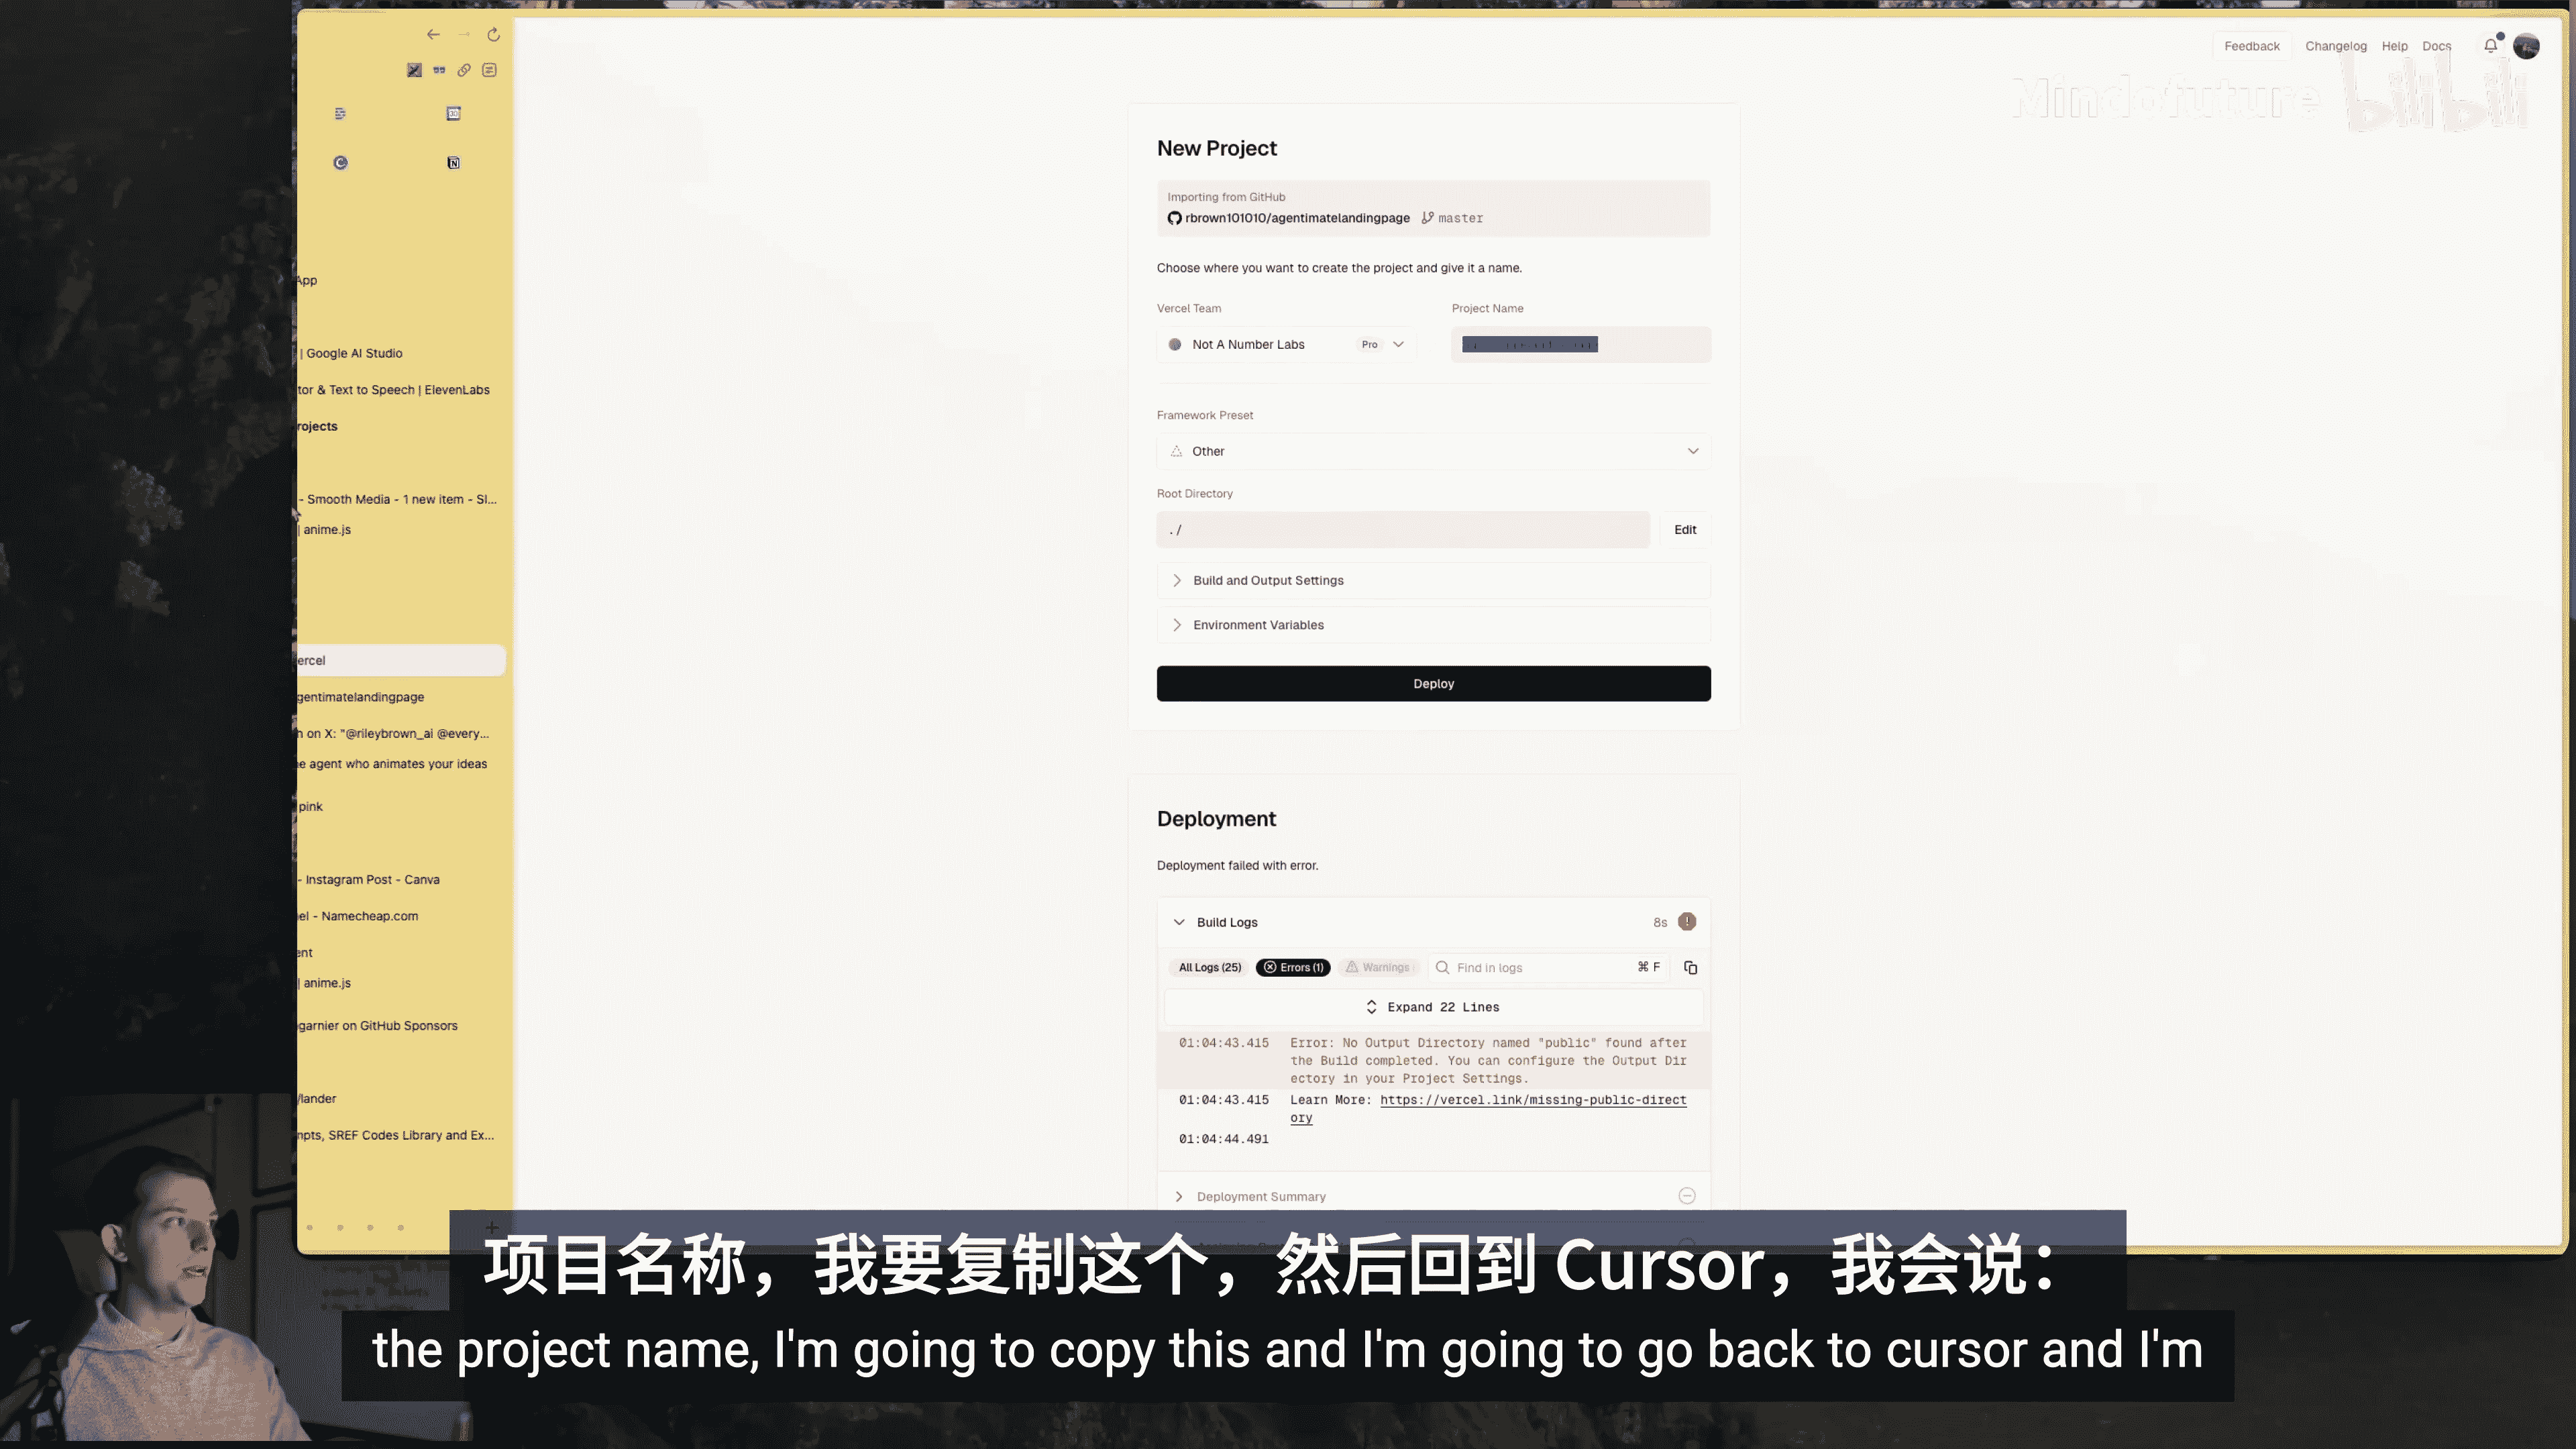 Feedback
Changelog
Help
Docs
Mindofuture
bilibili
App
| Google AI Studio
tor & Text to Speech | ElevenLabs
rojects
- Smooth Media - 1 new item - Sl...
| anime.js
ercel
gentimatelandingpage
h on X: "@rileybrown_ai @every...
e agent who animates your ideas
pink
- Instagram Post - Canva
el - Namecheap.com
ent
| anime.js
garnier on GitHub Sponsors
/lander
npts, SREF Codes Library and Ex...
New Project
Importing from GitHub
rbrown101010/agentimatelandingpage master
Choose where you want to create the project and give it a name.
Vercel Team
Project Name
Not A Number Labs Pro
Framework Preset
Other
Root Directory
./
Edit
Build and Output Settings
Environment Variables
Deploy
Deployment
Deployment failed with error.
Build Logs 8s
All Logs (25) Errors (1) Warnings Find in logs ⌘ F
Expand 22 Lines
01:04:43.415 Error: No Output Directory named "public" found after
the Build completed. You can configure the Output Dir
ectory in your Project Settings.
01:04:43.415 Learn More: https://vercel.link/missing-public-direct
ory
01:04:44.491
Deployment Summary
项目名称，我要复制这个，然后回到 Cursor，我会说：
the project name, I'm going to copy this and I'm going to go back to cursor and I'm